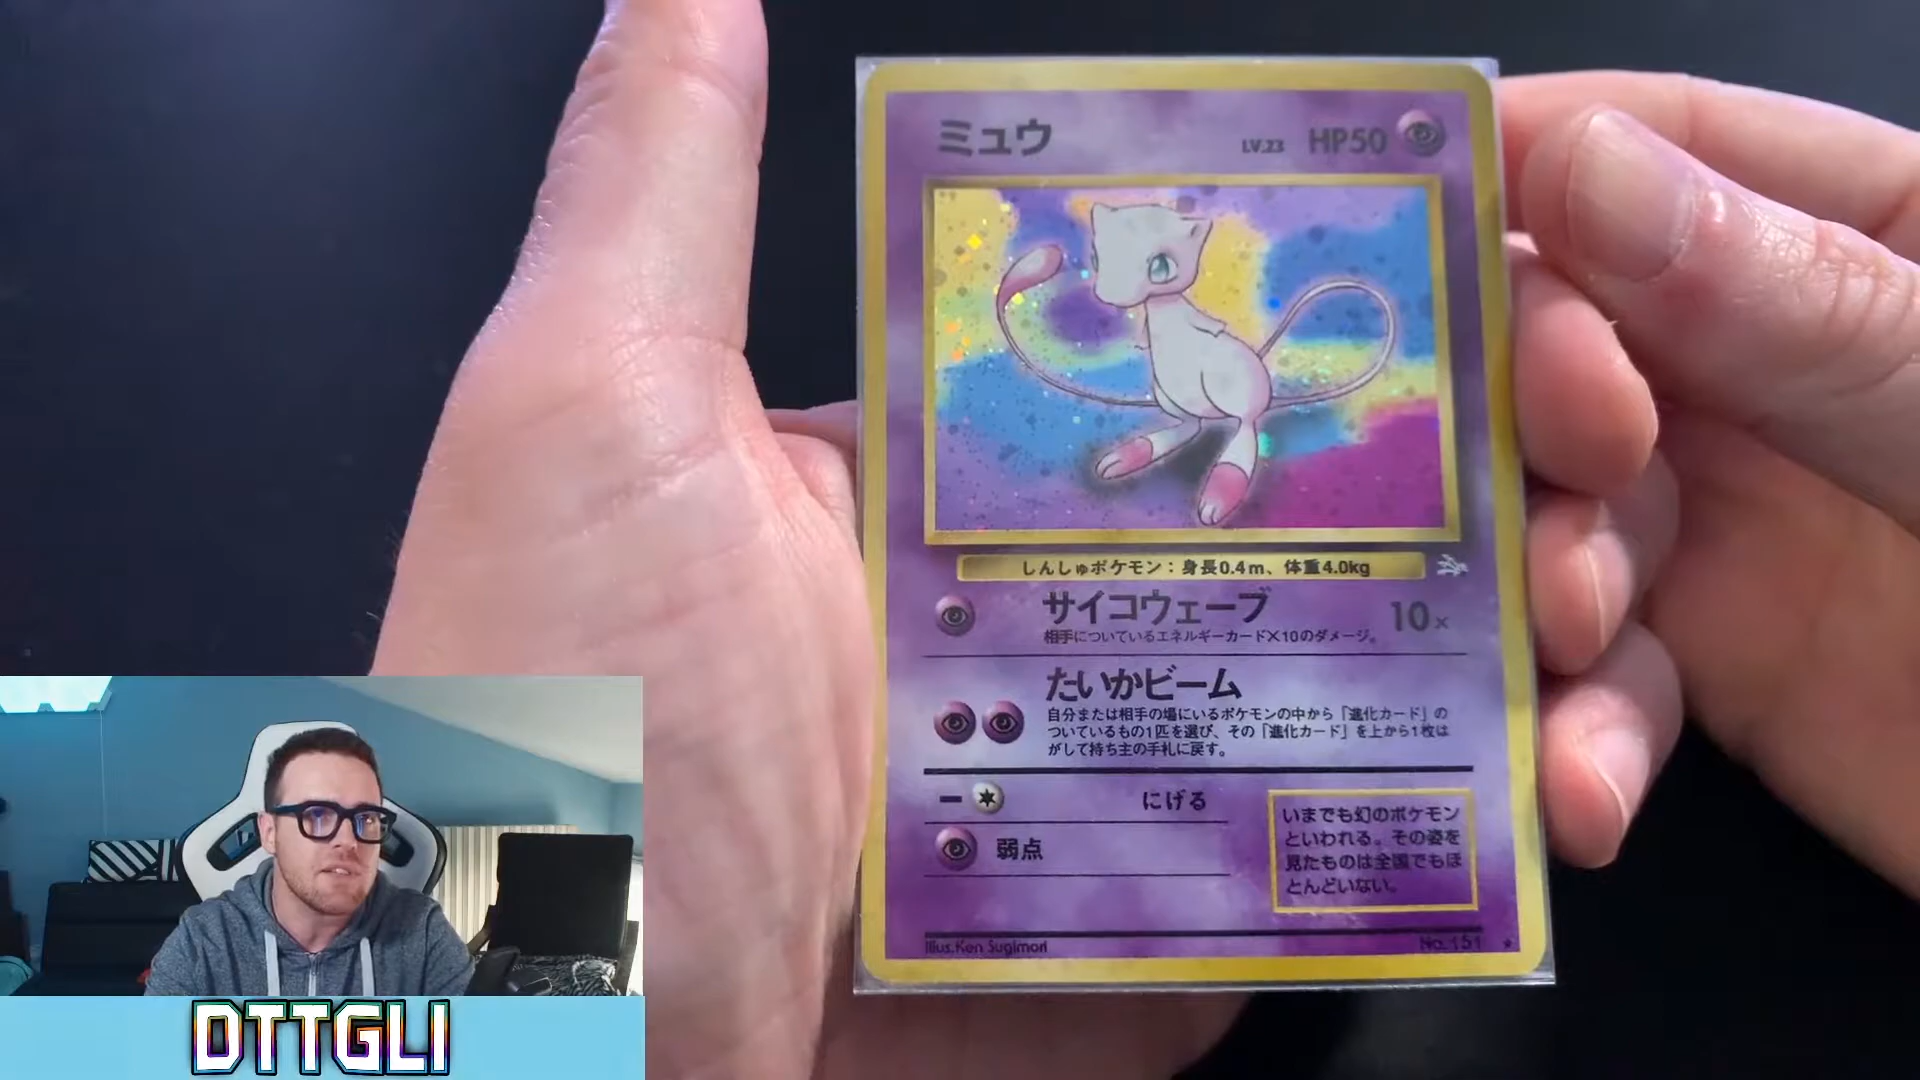 ミュウ LV.23 HP50
しんしゅポケモン：身長0.4m、体重4.0kg
サイコウェーブ 10×
相手についているエネルギーカード×10のダメージ。
たいかビーム
自分または相手の場にいるポケモンの中から「進化カード」の
ついているもの1匹を選び、その「進化カード」を上から1枚は
がして持ち主の手札に戻す。
にげる
弱点
いまでも幻のポケモン
といわれる。その姿を
見たものは全国でもほ
とんどいない。
Illus.Ken Sugimori
No.151
DTTGLI